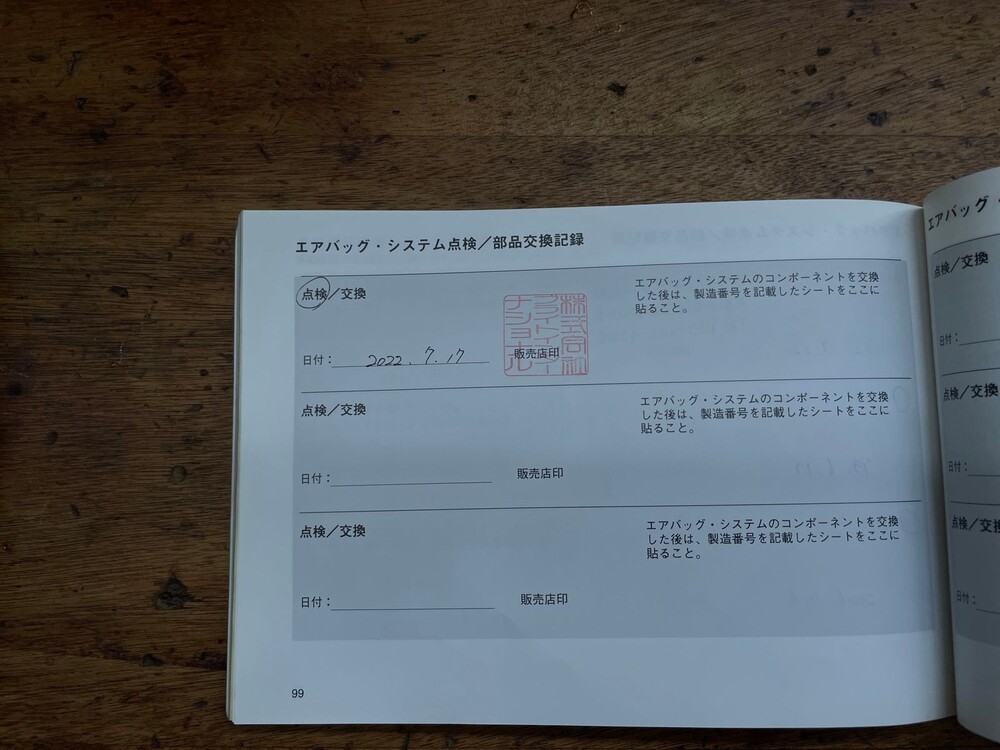 エアバッグ・システム点検／部品交換記録
点検／交換
エアバッグ・システムのコンポーネントを交換
した後は、製造番号を記載したシートをここに
貼ること。
株式会社
ナショナル
日付：2022.7.17
販売店印
点検／交換
エアバッグ・システムのコンポーネントを交換
した後は、製造番号を記載したシートをここに
貼ること。
日付：
販売店印
点検／交換
エアバッグ・システムのコンポーネントを交換
した後は、製造番号を記載したシートをここに
貼ること。
日付：
販売店印
99
エアバッグ・
点検／交換
日付：
点検／交換
日付：
点検／交換
日付：